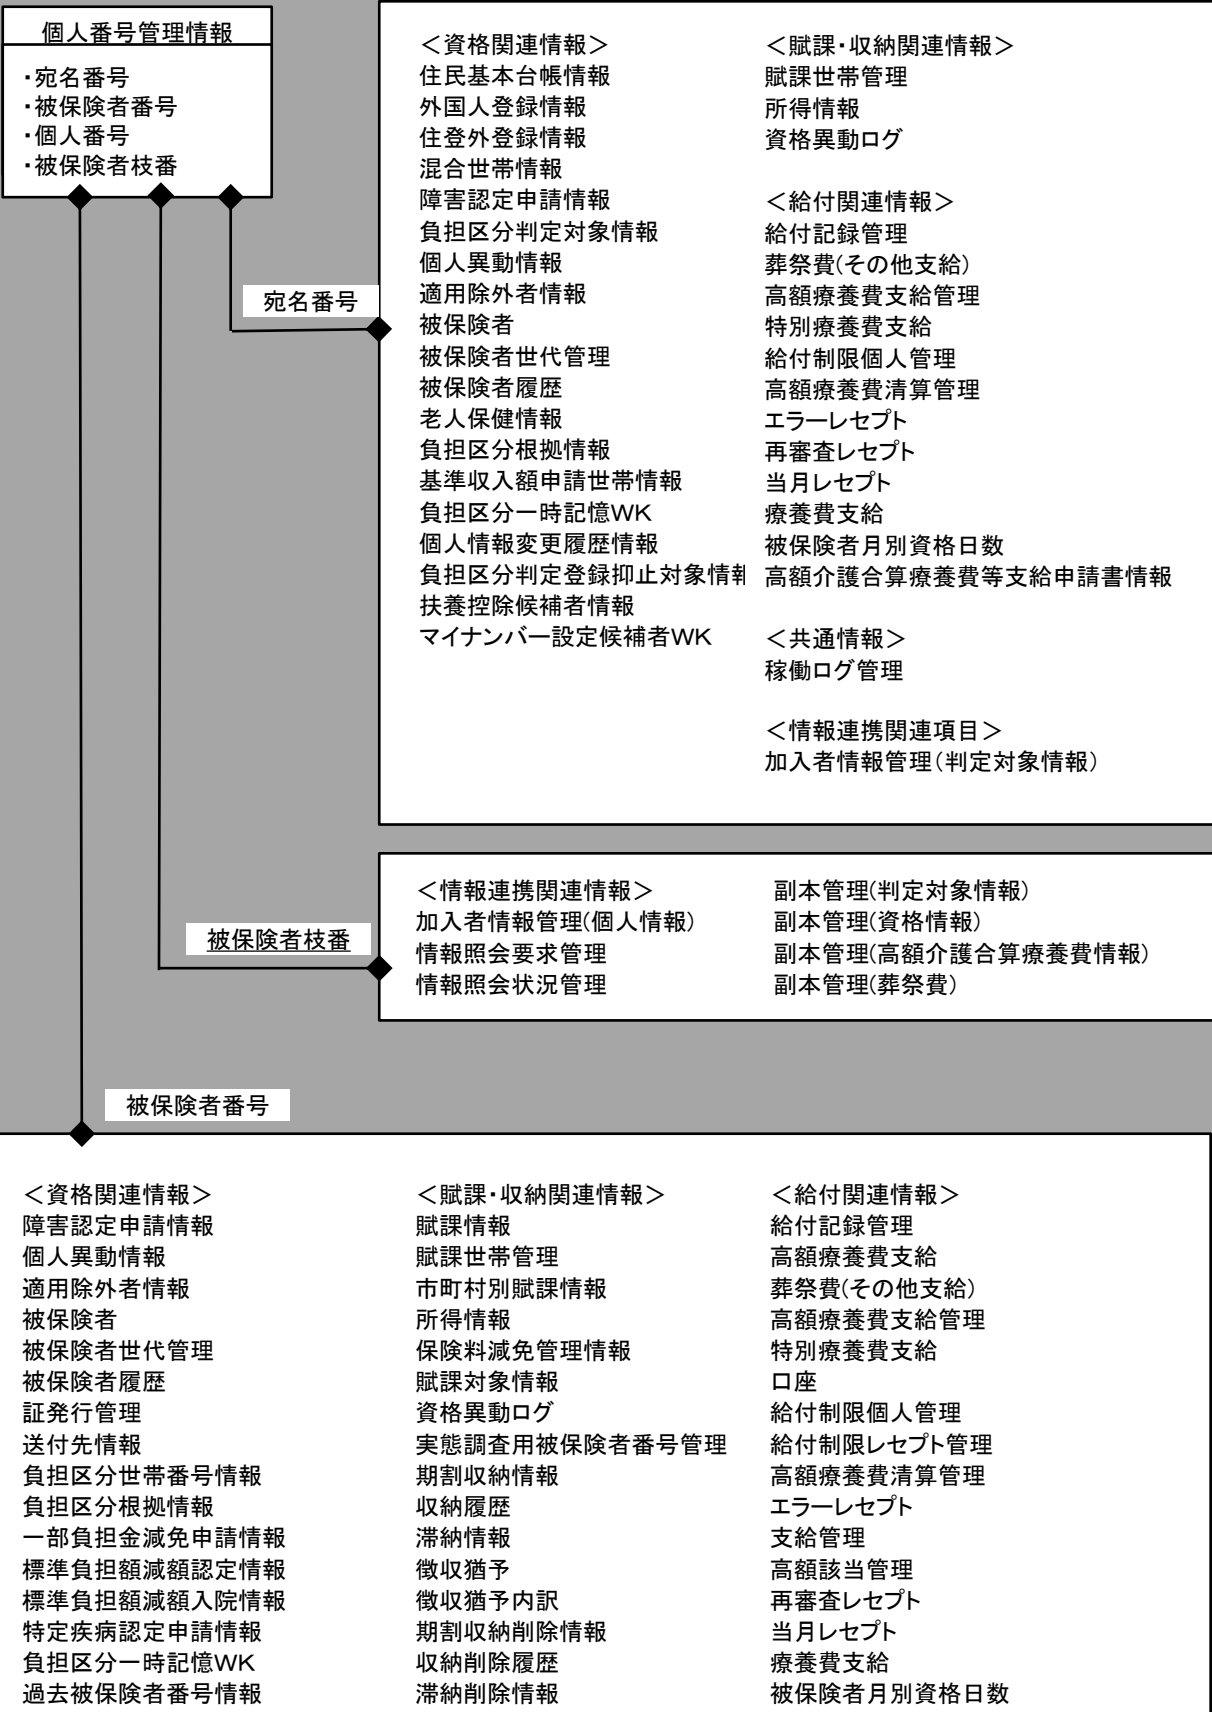 個人番号管理情報
・宛名番号
・被保険者番号
・個人番号
・被保険者枝番
宛名番号
＜資格関連情報＞
住民基本台帳情報
外国人登録情報
住登外登録情報
混合世帯情報
障害認定申請情報
負担区分判定対象情報
個人異動情報
適用除外者情報
被保険者
被保険者世代管理
被保険者履歴
老人保健情報
負担区分根拠情報
基準収入額申請世帯情報
負担区分一時記憶WK
個人情報変更履歴情報
負担区分判定登録抑止対象情報
扶養控除候補者情報
マイナンバー設定候補者WK
＜賦課・収納関連情報＞
賦課世帯管理
所得情報
資格異動ログ
＜給付関連情報＞
給付記録管理
葬祭費(その他支給)
高額療養費支給管理
特別療養費支給
給付制限個人管理
高額療養費清算管理
エラーレセプト
再審査レセプト
当月レセプト
療養費支給
被保険者月別資格日数
高額介護合算療養費等支給申請書情報
＜共通情報＞
稼働ログ管理
＜情報連携関連項目＞
加入者情報管理(判定対象情報)
被保険者枝番
＜情報連携関連情報＞
加入者情報管理(個人情報)
情報照会要求管理
情報照会状況管理
副本管理(判定対象情報)
副本管理(資格情報)
副本管理(高額介護合算療養費情報)
副本管理(葬祭費)
被保険者番号
＜資格関連情報＞
障害認定申請情報
個人異動情報
適用除外者情報
被保険者
被保険者世代管理
被保険者履歴
証発行管理
送付先情報
負担区分世帯番号情報
負担区分根拠情報
一部負担金減免申請情報
標準負担額減額認定情報
標準負担額減額入院情報
特定疾病認定申請情報
負担区分一時記憶WK
過去被保険者番号情報
＜賦課・収納関連情報＞
賦課情報
賦課世帯管理
市町村別賦課情報
所得情報
保険料減免管理情報
賦課対象情報
資格異動ログ
実態調査用被保険者番号管理
期割収納情報
収納履歴
滞納情報
徴収猶予
徴収猶予内訳
期割収納削除情報
収納削除履歴
滞納削除情報
＜給付関連情報＞
給付記録管理
高額療養費支給
葬祭費(その他支給)
高額療養費支給管理
特別療養費支給
口座
給付制限個人管理
給付制限レセプト管理
高額療養費清算管理
エラーレセプト
支給管理
高額該当管理
再審査レセプト
当月レセプト
療養費支給
被保険者月別資格日数